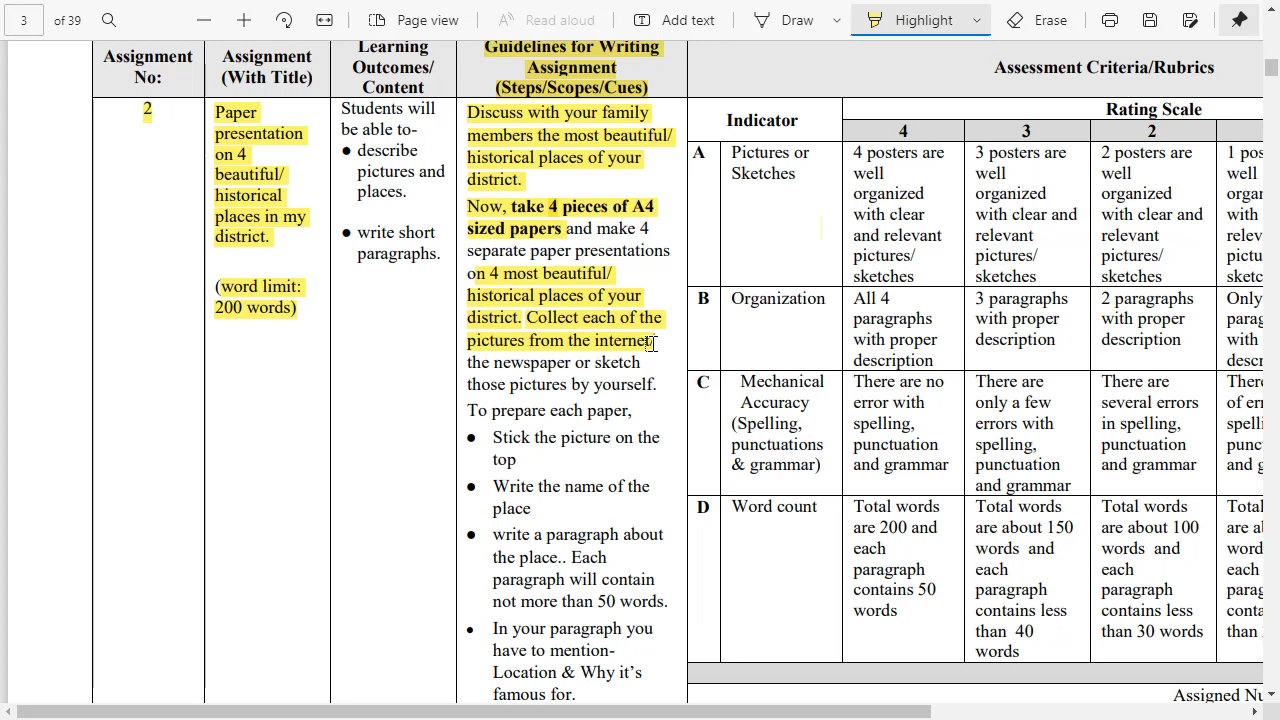 3 of 39
Page view
Read aloud
Add text
Draw
Highlight
Erase
Assignment
No:
Assignment
(With Title)
Learning
Outcomes/
Content
Guidelines for Writing
Assignment
(Steps/Scopes/Cues)
Assessment Criteria/Rubrics
2
Paper
presentation
on 4
beautiful/
historical
places in my
district.
(word limit:
200 words)
Students will
be able to-
● describe
pictures and
places.
● write short
paragraphs.
Discuss with your family
members the most beautiful/
historical places of your
district.
Now, take 4 pieces of A4
sized papers and make 4
separate paper presentations
on 4 most beautiful/
historical places of your
district. Collect each of the
pictures from the internet
the newspaper or sketch
those pictures by yourself.
To prepare each paper,
● Stick the picture on the
top
● Write the name of the
place
● write a paragraph about
the place.. Each
paragraph will contain
not more than 50 words.
● In your paragraph you
have to mention-
Location & Why it’s
famous for.
Indicator
Rating Scale
4
3
2
A
Pictures or
Sketches
4 posters are
well
organized
with clear
and relevant
pictures/
sketches
3 posters are
well
organized
with clear and
relevant
pictures/
sketches
2 posters are
well
organized
with clear and
relevant
pictures/
sketches
1
with
B
Organization
All 4
paragraphs
with proper
description
3 paragraphs
with proper
description
2 paragraphs
with proper
description
Only
with
C
Mechanical
Accuracy
(Spelling,
punctuations
& grammar)
There are no
error with
spelling,
punctuation
and grammar
There are
only a few
errors with
spelling,
punctuation
and grammar
There are
several errors
in spelling,
punctuation
and grammar
of
and
D
Word count
Total words
are 200 and
each
paragraph
contains 50
words
Total words
are about 150
words and
each
paragraph
contains less
than 40
words
Total words
are about 100
words and
each
paragraph
contains less
than 30 words
Total
each
than
Assigned